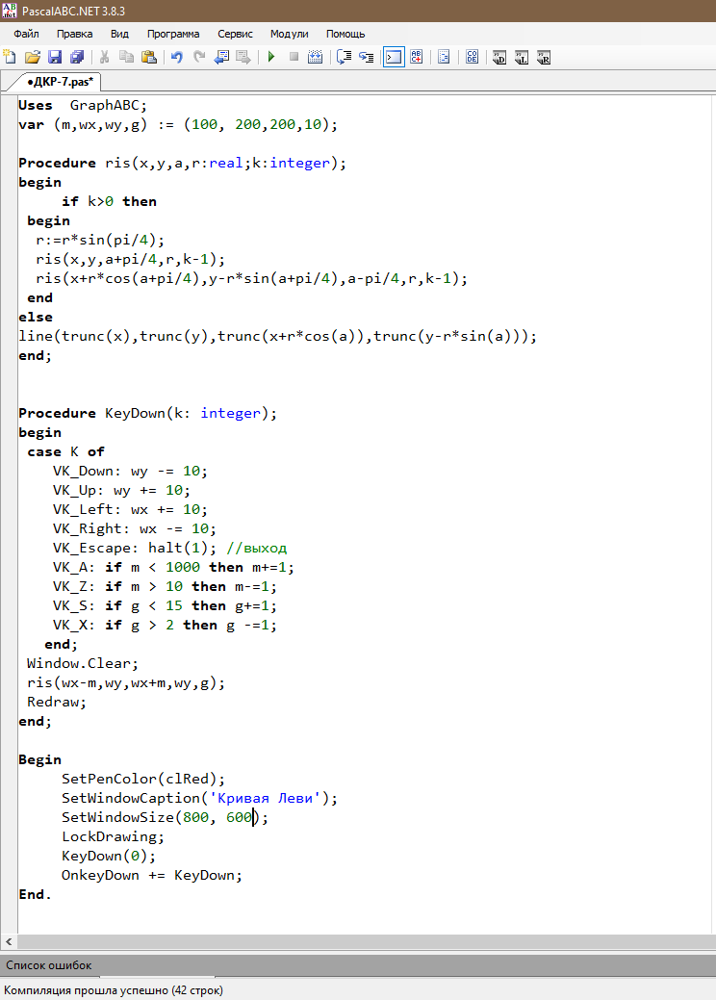 PascalABC.NET 3.8.3
Файл Правка Вид Программа Сервис Модули Помощь
•ДКР-7.pas*
Uses  GraphABC;
var (m,wx,wy,g) := (100, 200,200,10);
Procedure ris(x,y,a,r:real;k:integer);
begin
     if k>0 then
 begin
  r:=r*sin(pi/4);
  ris(x,y,a+pi/4,r,k-1);
  ris(x+r*cos(a+pi/4),y-r*sin(a+pi/4),a-pi/4,r,k-1);
 end
else
line(trunc(x),trunc(y),trunc(x+r*cos(a)),trunc(y-r*sin(a)));
end;
Procedure KeyDown(k: integer);
begin
 case K of
    VK_Down: wy -= 10;
    VK_Up: wy += 10;
    VK_Left: wx += 10;
    VK_Right: wx -= 10;
    VK_Escape: halt(1); //выход
    VK_A: if m < 1000 then m+=1;
    VK_Z: if m > 10 then m-=1;
    VK_S: if g < 15 then g+=1;
    VK_X: if g > 2 then g -=1;
   end;
 Window.Clear;
 ris(wx-m,wy,wx+m,wy,g);
 Redraw;
end;
Begin
     SetPenColor(clRed);
     SetWindowCaption('Кривая Леви');
     SetWindowSize(800, 600);
     LockDrawing;
     KeyDown(0);
     OnkeyDown += KeyDown;
End.
Список ошибок
Компиляция прошла успешно (42 строк)